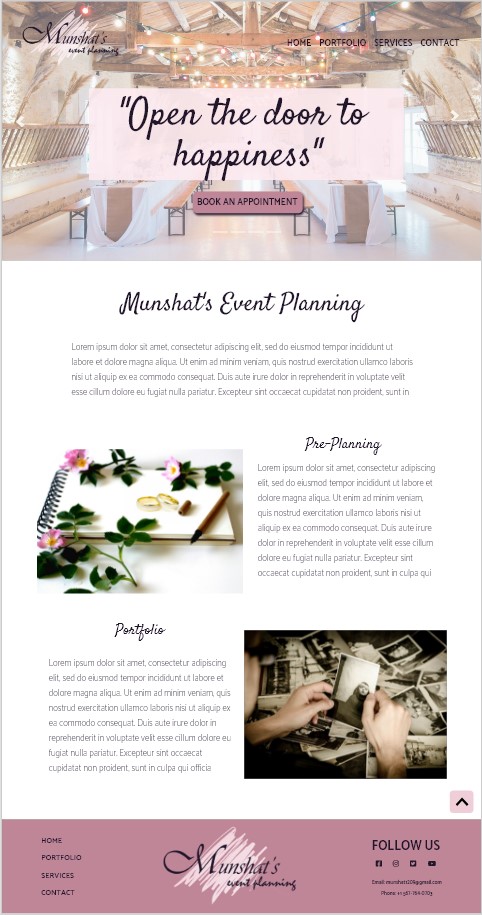 Munshat's
event planning
HOME PORTFOLIO SERVICES CONTACT
"Open the door to
happiness"
BOOK AN APPOINTMENT
Munshat's Event Planning
Lorem ipsum dolor sit amet, consectetur adipiscing elit, sed do eiusmod tempor incididunt ut
labore et dolore magna aliqua. Ut enim ad minim veniam, quis nostrud exercitation ullamco laboris
nisi ut aliquip ex ea commodo consequat. Duis aute irure dolor in reprehenderit in voluptate velit
esse cillum dolore eu fugiat nulla pariatur. Excepteur sint occaecat cupidatat non proident, sunt in
Pre-Planning
Lorem ipsum dolor sit amet, consectetur adipiscing
elit, sed do eiusmod tempor incididunt ut labore et
dolore magna aliqua. Ut enim ad minim veniam,
quis nostrud exercitation ullamco laboris nisi ut
aliquip ex ea commodo consequat. Duis aute irure
dolor in reprehenderit in voluptate velit esse cillum
dolore eu fugiat nulla pariatur. Excepteur sint
occaecat cupidatat non proident, sunt in culpa qui
Portfolio
Lorem ipsum dolor sit amet, consectetur adipiscing
elit, sed do eiusmod tempor incididunt ut labore et
dolore magna aliqua. Ut enim ad minim veniam, quis
nostrud exercitation ullamco laboris nisi ut aliquip ex
ea commodo consequat. Duis aute irure dolor in
reprehenderit in voluptate velit esse cillum dolore eu
fugiat nulla pariatur. Excepteur sint occaecat
cupidatat non proident, sunt in culpa qui officia
HOME
PORTFOLIO
SERVICES
CONTACT
Munshat's
event planning
FOLLOW US
Email:
Phone: +1